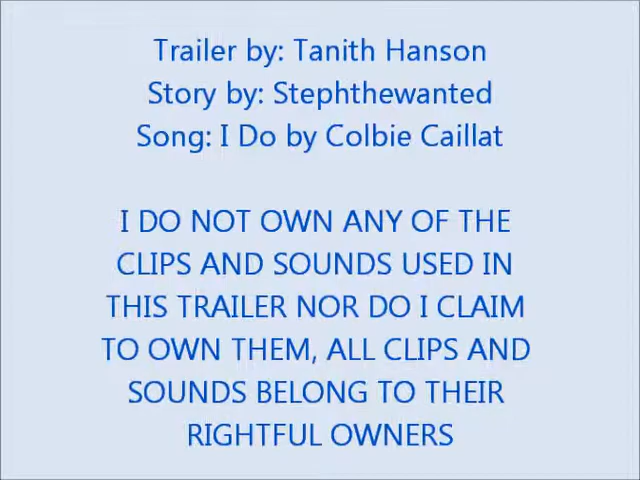 Trailer by: Tanith Hanson
Story by: Stephthewanted
Song: I Do by Colbie Caillat
I DO NOT OWN ANY OF THE
CLIPS AND SOUNDS USED IN
THIS TRAILER NOR DO I CLAIM
TO OWN THEM, ALL CLIPS AND
SOUNDS BELONG TO THEIR
RIGHTFUL OWNERS